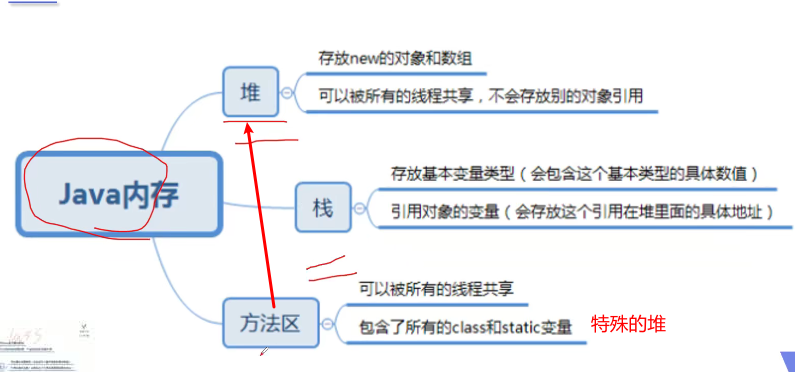 存放new的对象和数组
堆
可以被所有的线程共享，不会存放别的对象引用
Java内存
存放基本变量类型（会包含这个基本类型的具体数值）
栈
引用对象的变量（会存放这个引用在堆里面的具体地址）
可以被所有的线程共享
方法区
包含了所有的class和static变量
特殊的堆